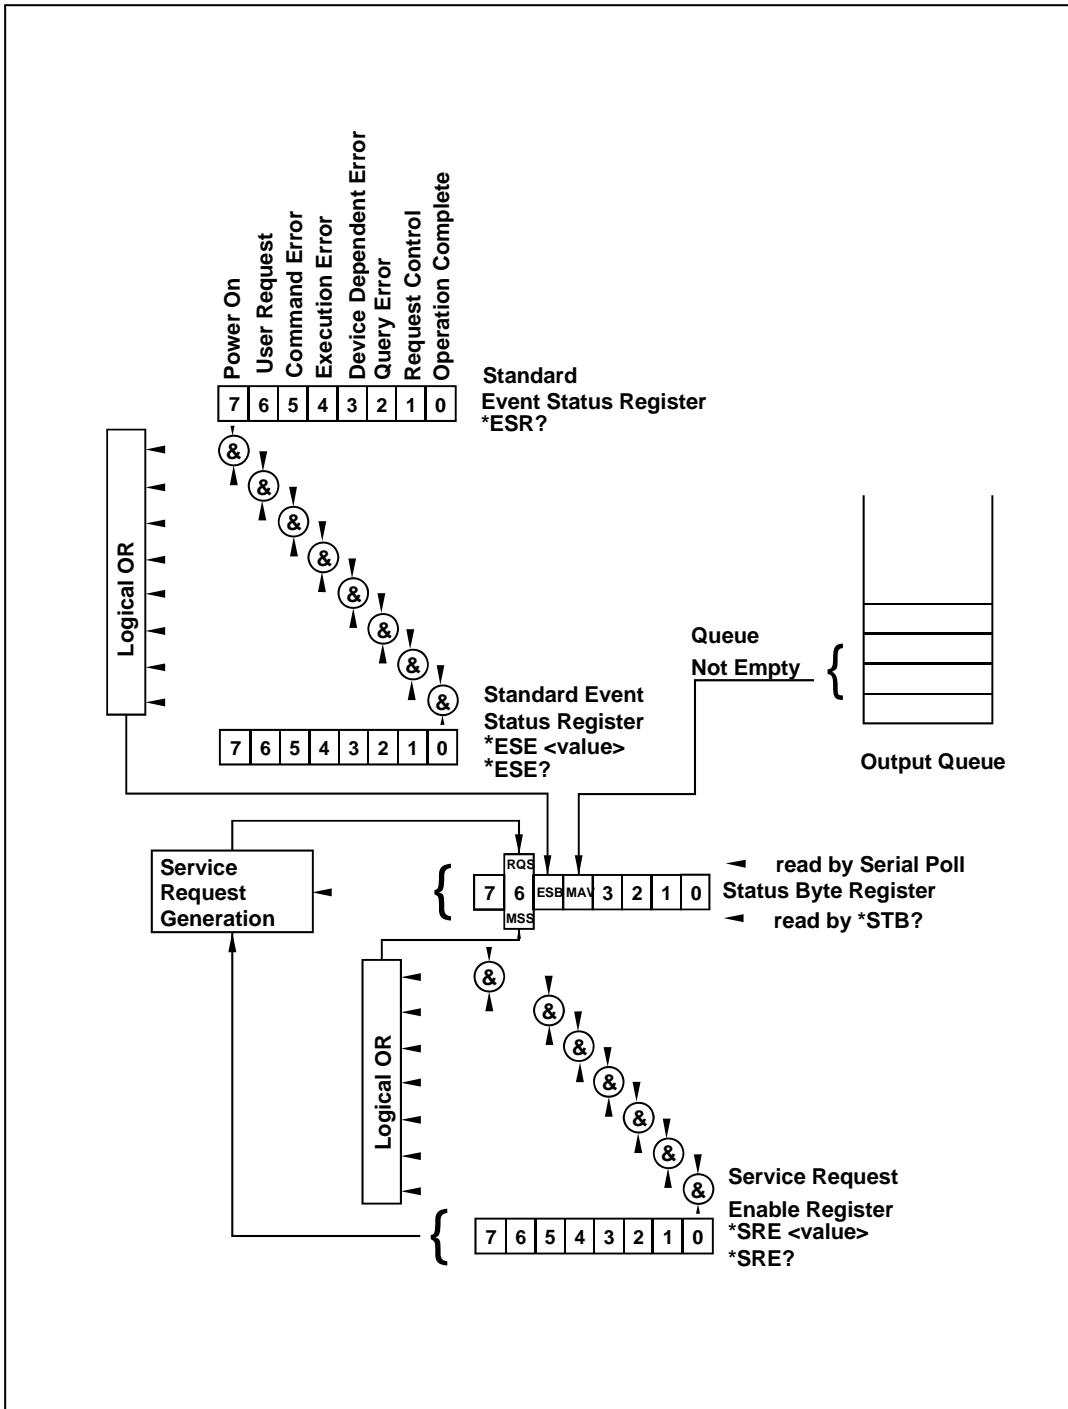 Power On
User Request
Command Error
Execution Error
Device Dependent Error
Query Error
Request Control
Operation Complete
7 6 5 4 3 2 1 0
Standard
Event Status Register
*ESR?
Logical OR
&
&
&
&
&
&
&
&
Standard Event
Status Register
*ESE <value>
*ESE?
7 6 5 4 3 2 1 0
Queue
Not Empty
{
Output Queue
Service
Request
Generation
{
RQS
7 6 ESB MAV 3 2 1 0
MSS
read by Serial Poll
Status Byte Register
read by *STB?
Logical OR
&
&
&
&
&
&
&
Service Request
Enable Register
*SRE <value>
*SRE?
{
7 6 5 4 3 2 1 0